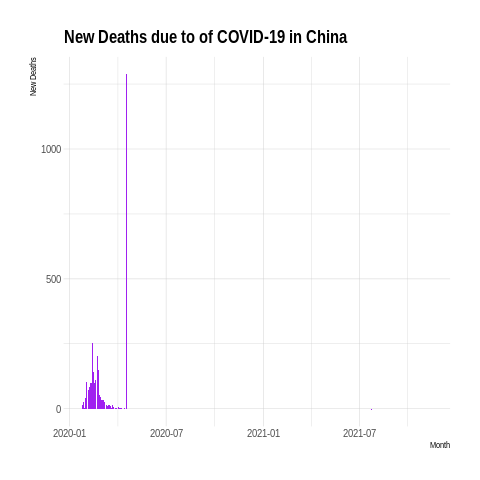 New Deaths due to of COVID-19 in China
New Deaths
1000
500
0
2020-01 2020-07 2021-01 2021-07
Month